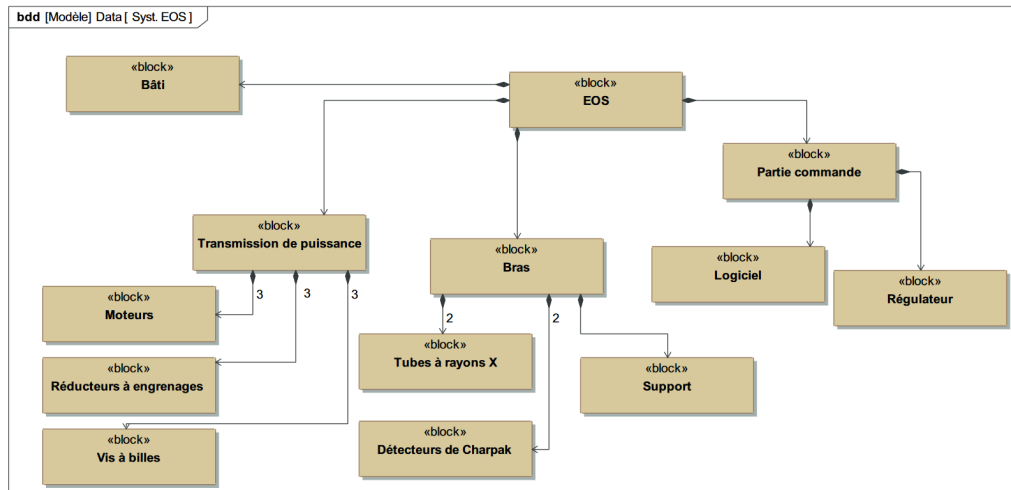 bdd [Modèle] Data [ Syst. EOS ]
«block»
Bâti
«block»
EOS
«block»
Partie commande
«block»
Transmission de puissance
«block»
Bras
«block»
Logiciel
«block»
Régulateur
3
3
3
2
2
«block»
Moteurs
«block»
Tubes à rayons X
«block»
Réducteurs à engrenages
«block»
Support
«block»
Vis à billes
«block»
Détecteurs de Charpak